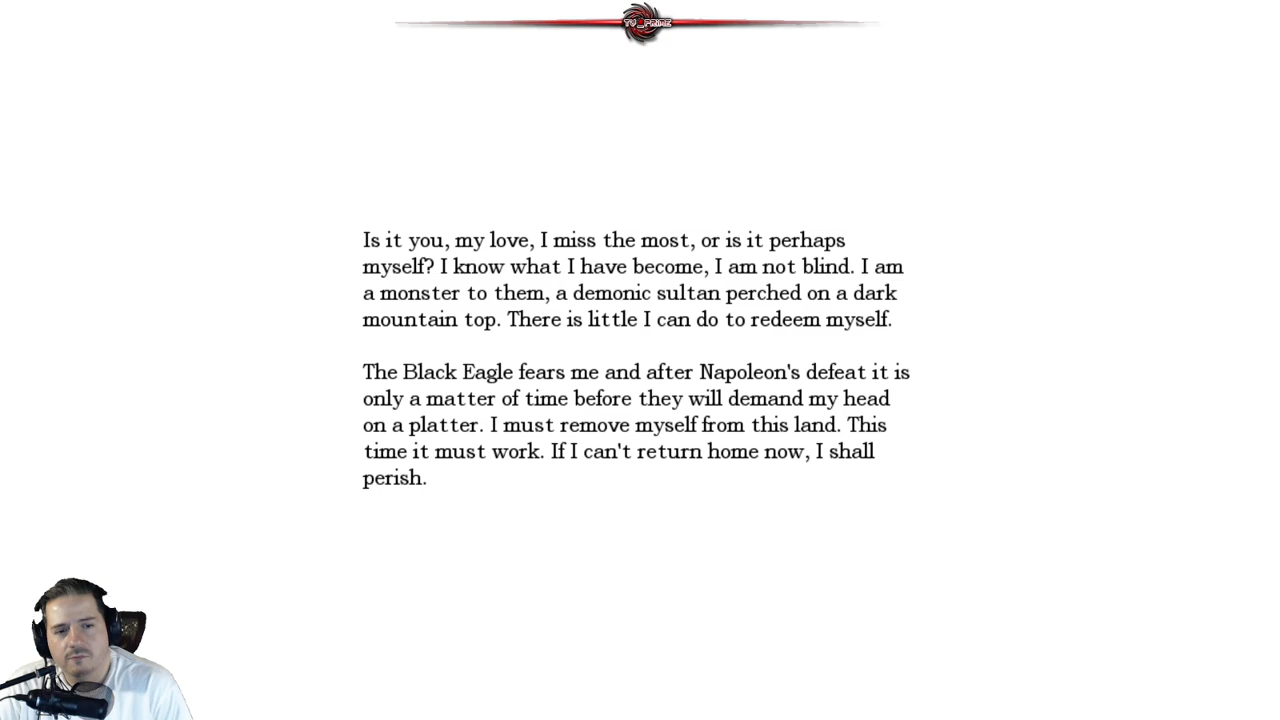 TV_PRIME
Is it you, my love, I miss the most, or is it perhaps
myself? I know what I have become, I am not blind. I am
a monster to them, a demonic sultan perched on a dark
mountain top. There is little I can do to redeem myself.
The Black Eagle fears me and after Napoleon's defeat it is
only a matter of time before they will demand my head
on a platter. I must remove myself from this land. This
time it must work. If I can't return home now, I shall
perish.